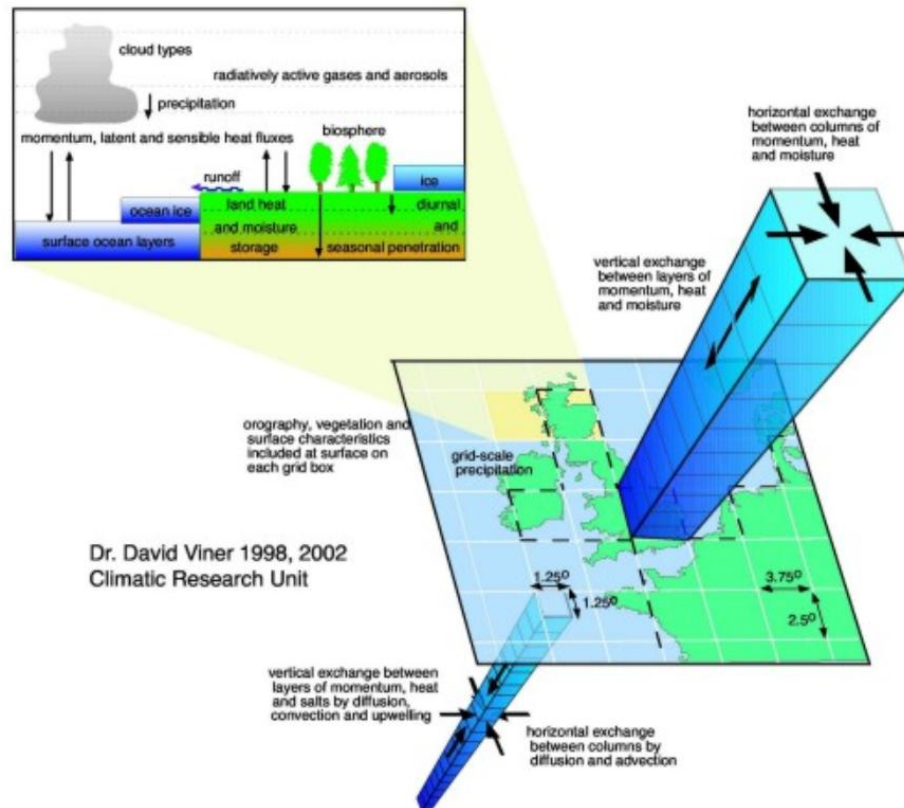 cloud types
radiatively active gases and aerosols
precipitation
momentum, latent and sensible heat fluxes
biosphere
runoff
ice
ocean ice
land heat
diurnal
and moisture
and
surface ocean layers
storage
seasonal penetration
horizontal exchange
between columns of
momentum, heat
and moisture
vertical exchange
between layers of
momentum, heat
and moisture
orography, vegetation and
surface characteristics
included at surface on
each grid box
grid-scale
precipitation
Dr. David Viner 1998, 2002
Climatic Research Unit
1.25º
1.25º
3.75º
2.5º
vertical exchange between
layers of momentum, heat
and salts by diffusion,
convection and upwelling
horizontal exchange
between columns by
diffusion and advection